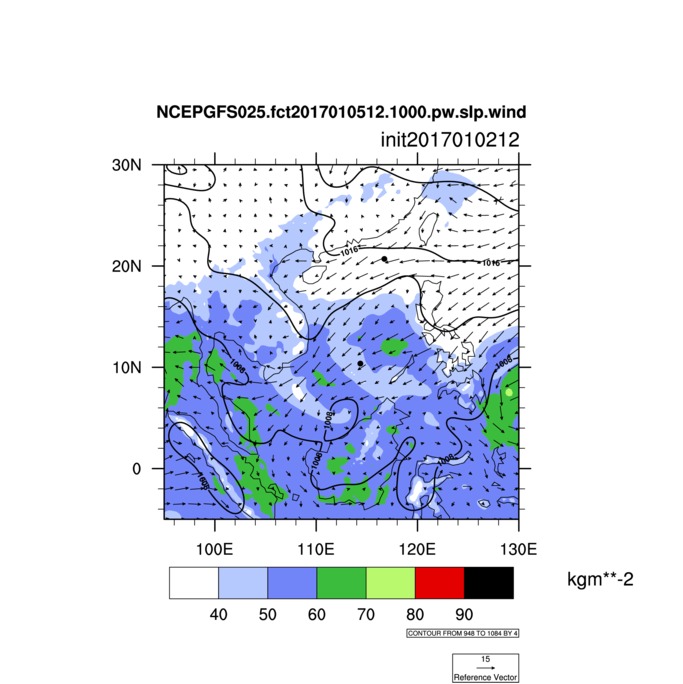 NCEPGFS025.fct2017010512.1000.pw.slp.wind
init2017010212
30N
20N
10N
0
100E 110E 120E 130E
1016
1016
1008
1008
1008
1008
1008
1008
40 50 60 70 80 90
kgm**-2
CONTOUR FROM 948 TO 1084 BY 4
15
Reference Vector